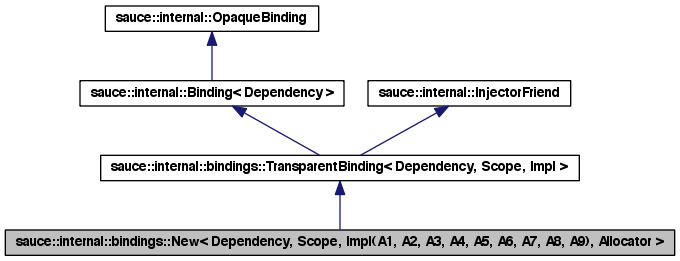 sauce::internal::OpaqueBinding
sauce::internal::Binding< Dependency >
sauce::internal::InjectorFriend
sauce::internal::bindings::TransparentBinding< Dependency, Scope, Impl >
sauce::internal::bindings::New< Dependency, Scope, Impl( A1, A2, A3, A4, A5, A6, A7, A8, A9), Allocator >